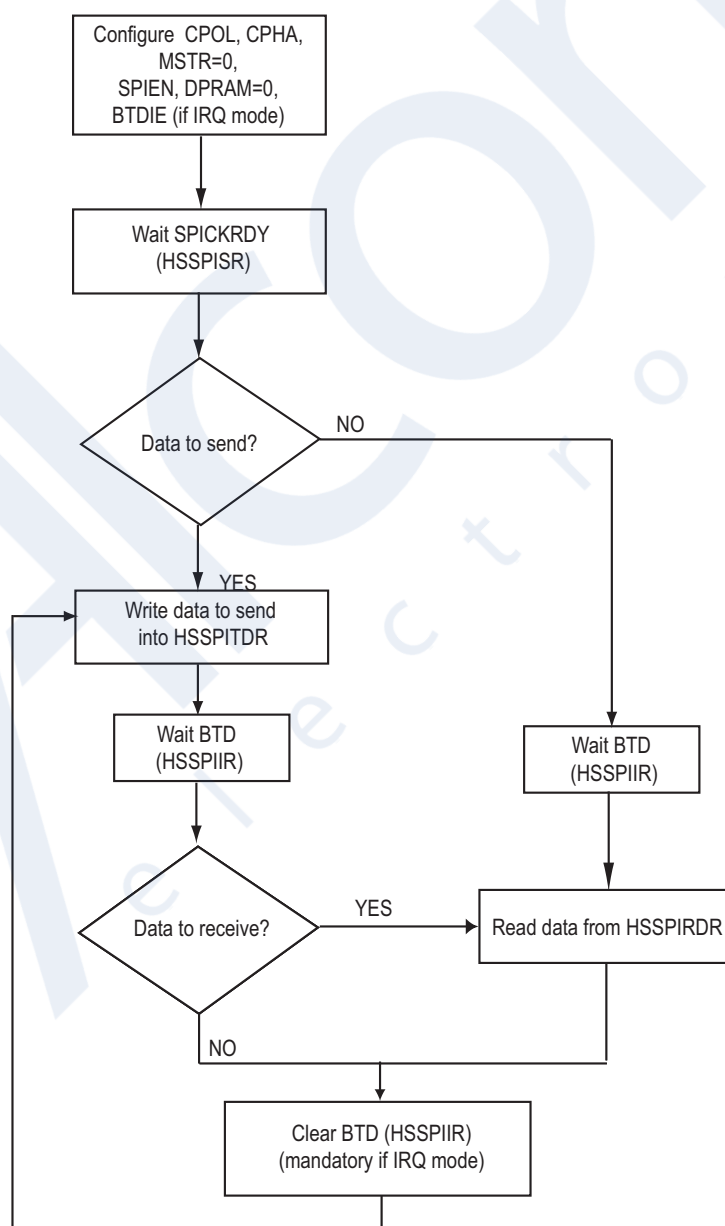 Configure CPOL, CPHA,
MSTR=0,
SPIEN, DPRAM=0,
BTDIE (if IRQ mode)
Wait SPICKRDY
(HSSPISR)
Data to send?
NO
YES
Write data to send
into HSSPITDR
Wait BTD
(HSSPIIR)
Wait BTD
(HSSPIIR)
Data to receive?
YES
Read data from HSSPIRDR
NO
Clear BTD (HSSPIIR)
(mandatory if IRQ mode)